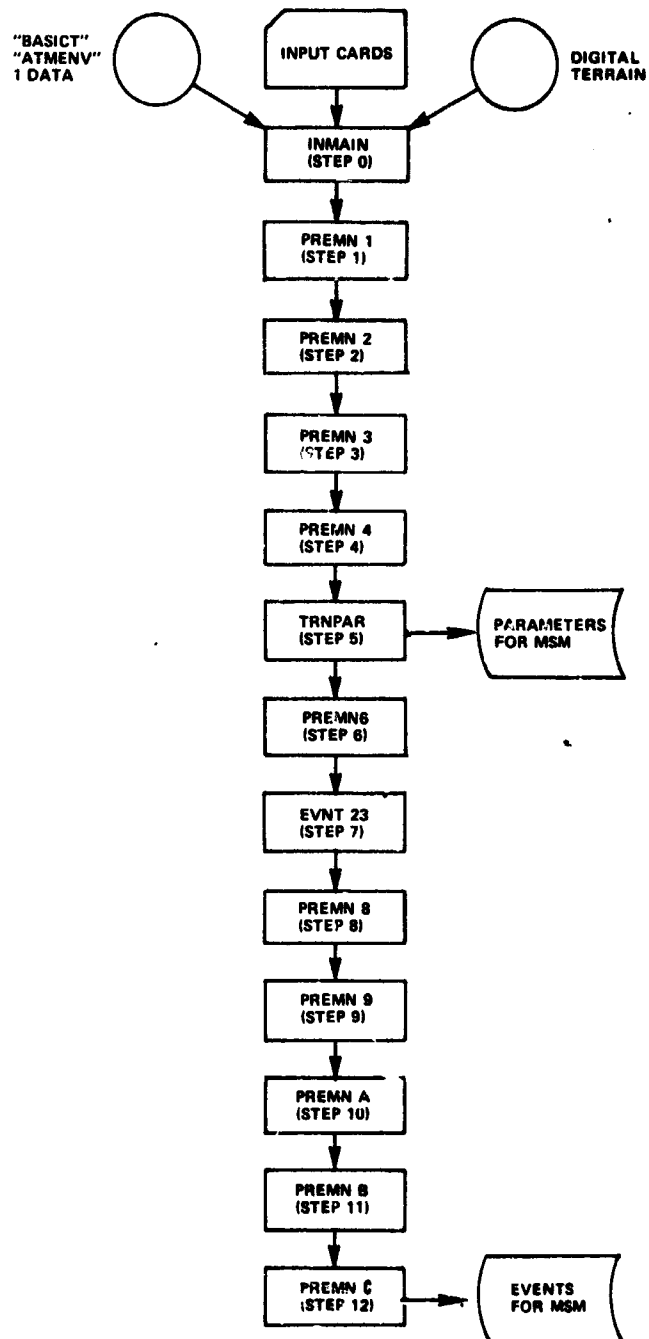 "BASICT"
"ATMENV"
1 DATA
INPUT CARDS
DIGITAL
TERRAIN
INMAIN
(STEP 0)
PREMN 1
(STEP 1)
PREMN 2
(STEP 2)
PREMN 3
(STEP 3)
PREMN 4
(STEP 4)
TRNPAR
(STEP 5)
PARAMETERS
FOR MSM
PREMN6
(STEP 6)
EVNT 23
(STEP 7)
PREMN 8
(STEP 8)
PREMN 9
(STEP 9)
PREMN A
(STEP 10)
PREMN B
(STEP 11)
PREMN C
(STEP 12)
EVENTS
FOR MSM